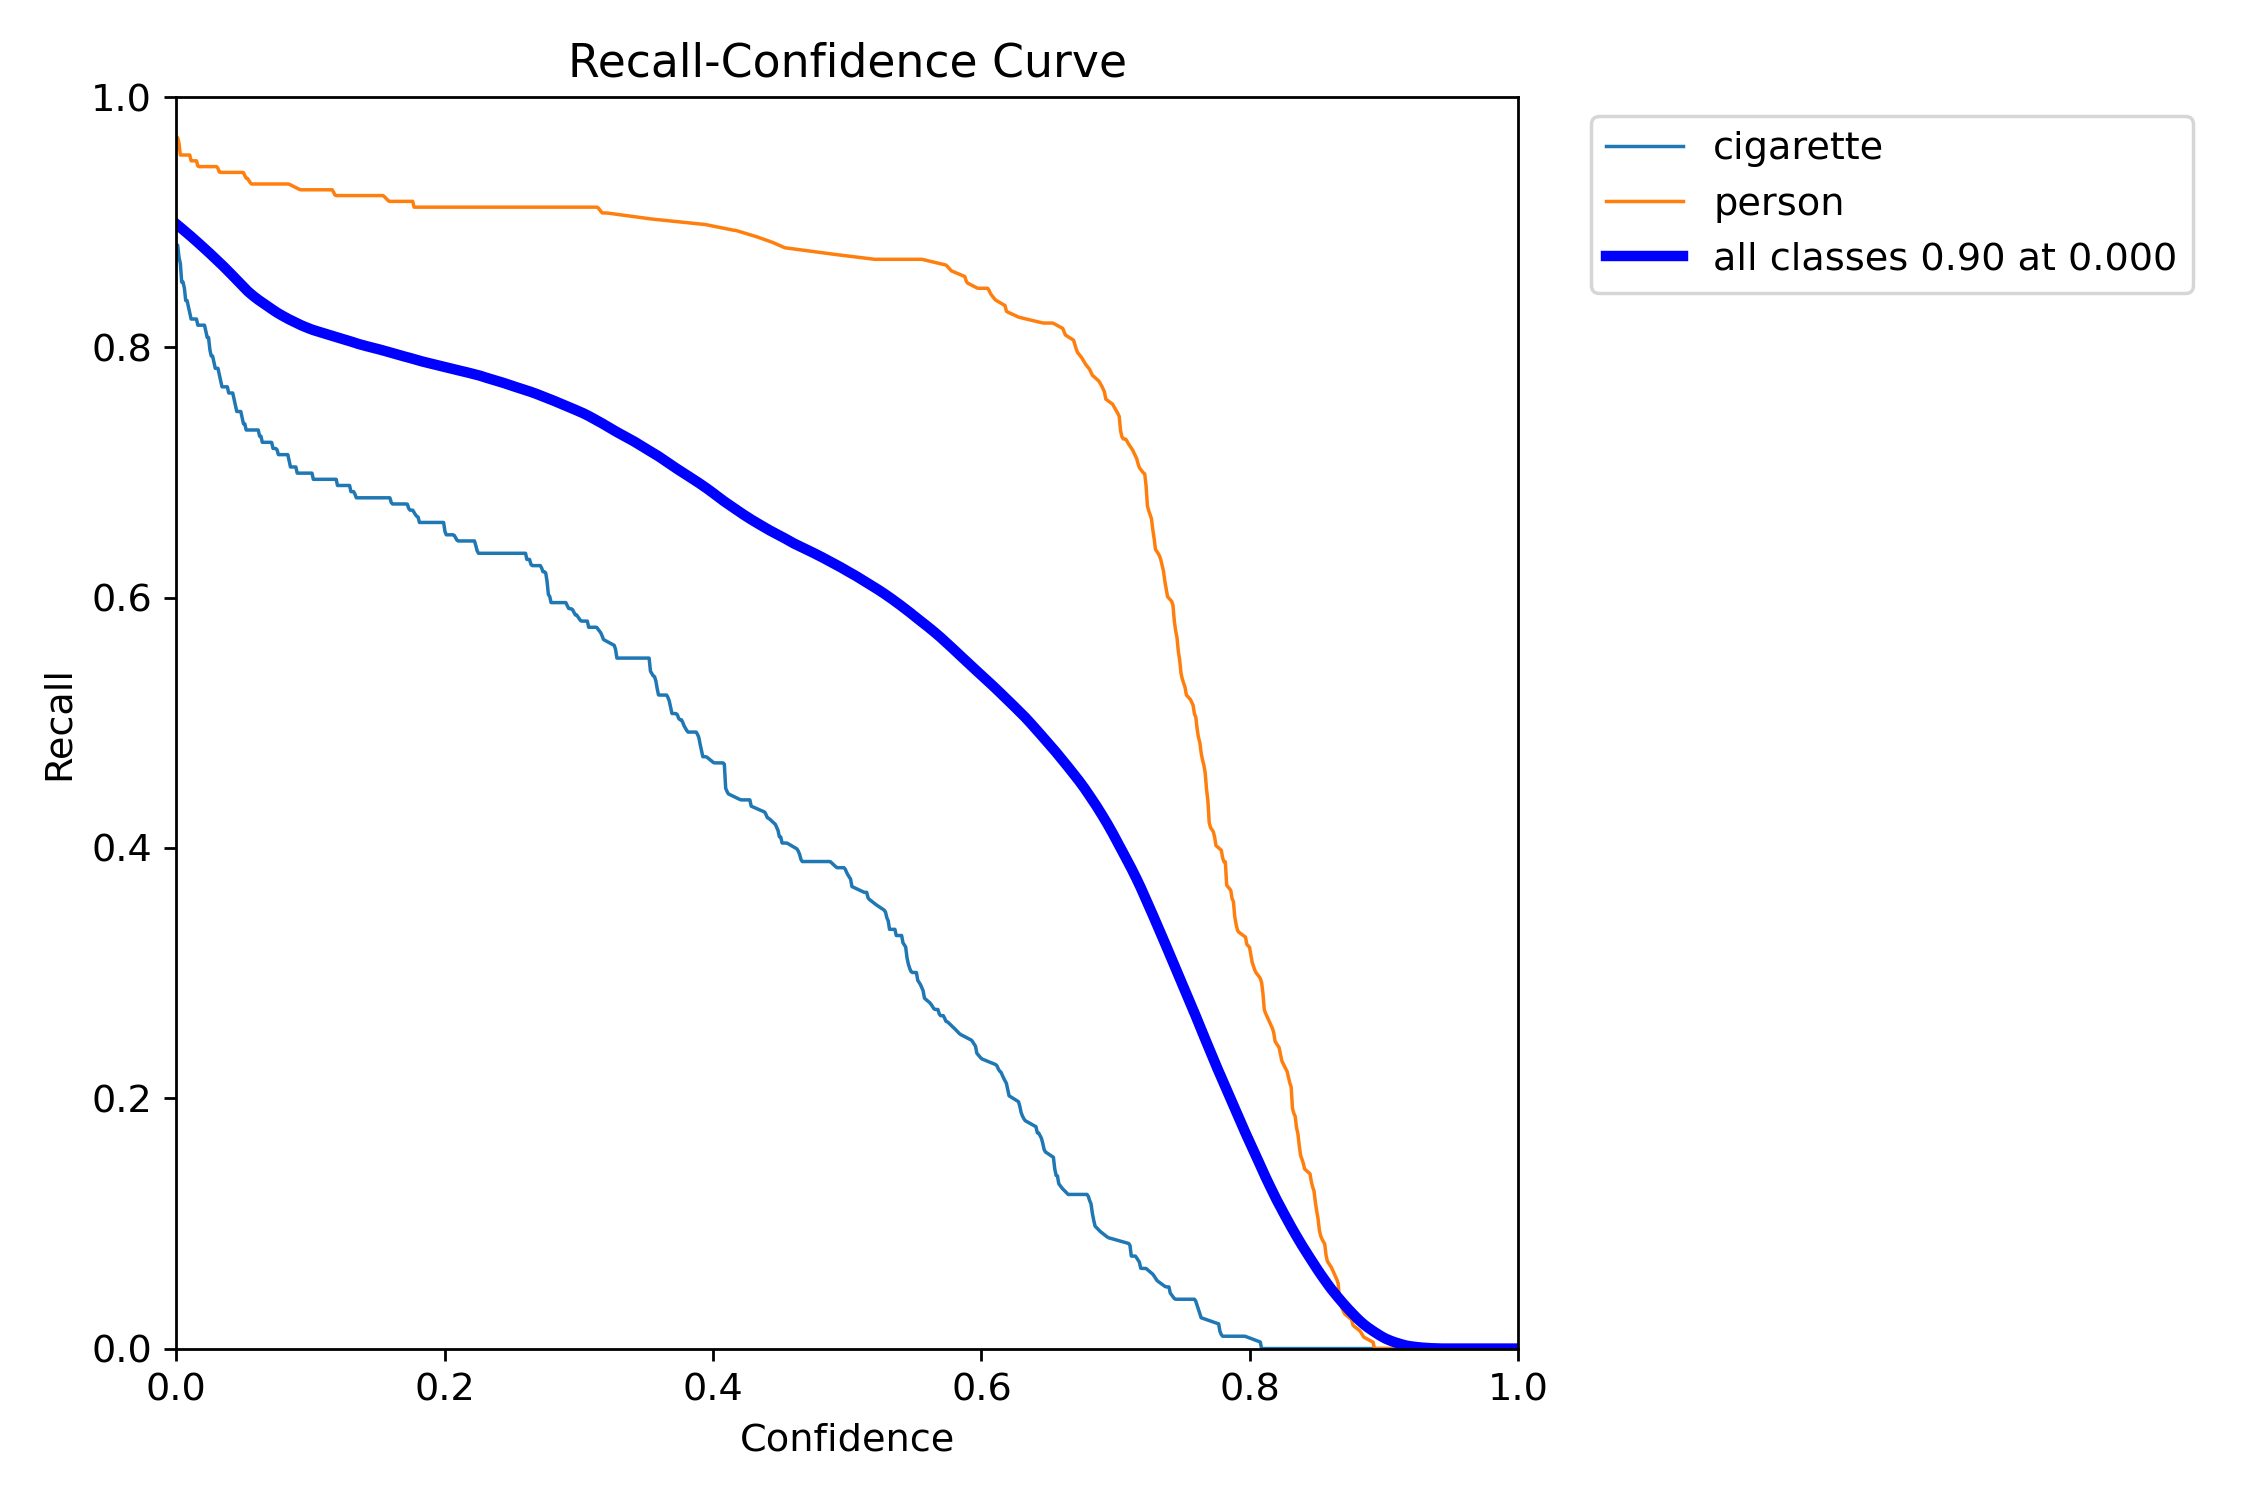 Recall-Confidence Curve
1.0
0.8
0.6
0.4
0.2
0.0
Recall
0.0 0.2 0.4 0.6 0.8 1.0
Confidence
cigarette
person
all classes 0.90 at 0.000